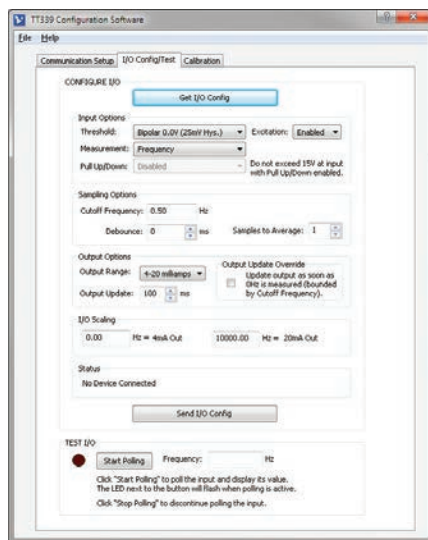 TT339 Configuration Software
File Help
Communication Setup I/O Config/Test Calibration
CONFIGURE I/O
Get I/O Config
Input Options
Threshold: Bipolar 0.0V (25mV Hys.) Excitation: Enabled
Measurement: Frequency
Pull Up/Down: Disabled Do not exceed 15V at input
with Pull Up/Down enabled.
Sampling Options
Cutoff Frequency: 0.50 Hz
Debounce: 0 ms Samples to Average: 1
Output Options
Output Range: 4-20 milliamps
Output Update: 100 ms
Output Update Override
Update output as soon as
0Hz is measured (bounded
by Cutoff Frequency).
I/O Scaling
0.00 Hz = 4mA Out 10000.00 Hz = 20mA Out
Status
No Device Connected
Send I/O Config
TEST I/O
Start Polling Frequency: Hz
Click "Start Polling" to poll the input and display its value.
The LED next to the button will flash when polling is active.
Click "Stop Polling" to discontinue polling the input.